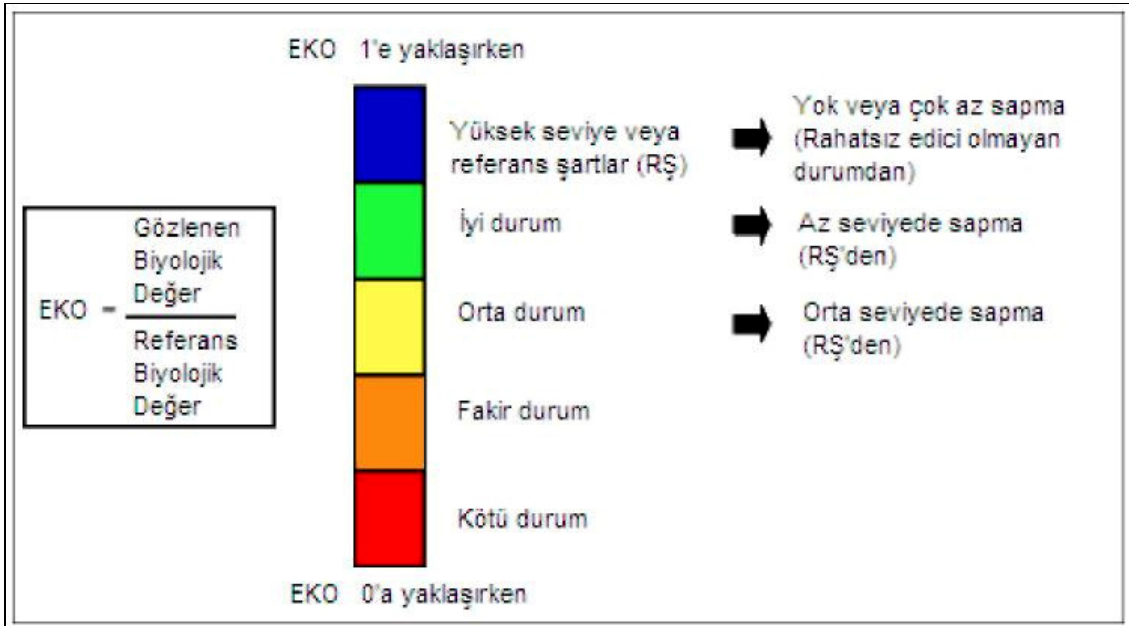 EKO 1'e yaklaşırken
Yüksek seviye veya
referans şartlar (RŞ)
Yok veya çok az sapma
(Rahatsız edici olmayan
durumdan)
İyi durum
Az seviyede sapma
(RŞ'den)
Gözlenen
Biyolojik
Değer
EKO =
Referans
Biyolojik
Değer
Orta durum
Orta seviyede sapma
(RŞ'den)
Fakir durum
Kötü durum
EKO 0'a yaklaşırken